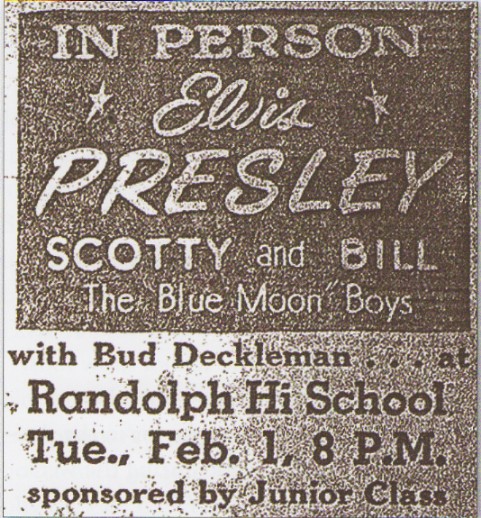 IN PERSON
Elvis
PRESLEY
SCOTTY and BILL
The "Blue Moon" Boys
with Bud Deckleman . . . at
Randolph Hi School
Tue., Feb. 1, 8 P.M.
sponsored by Junior Class